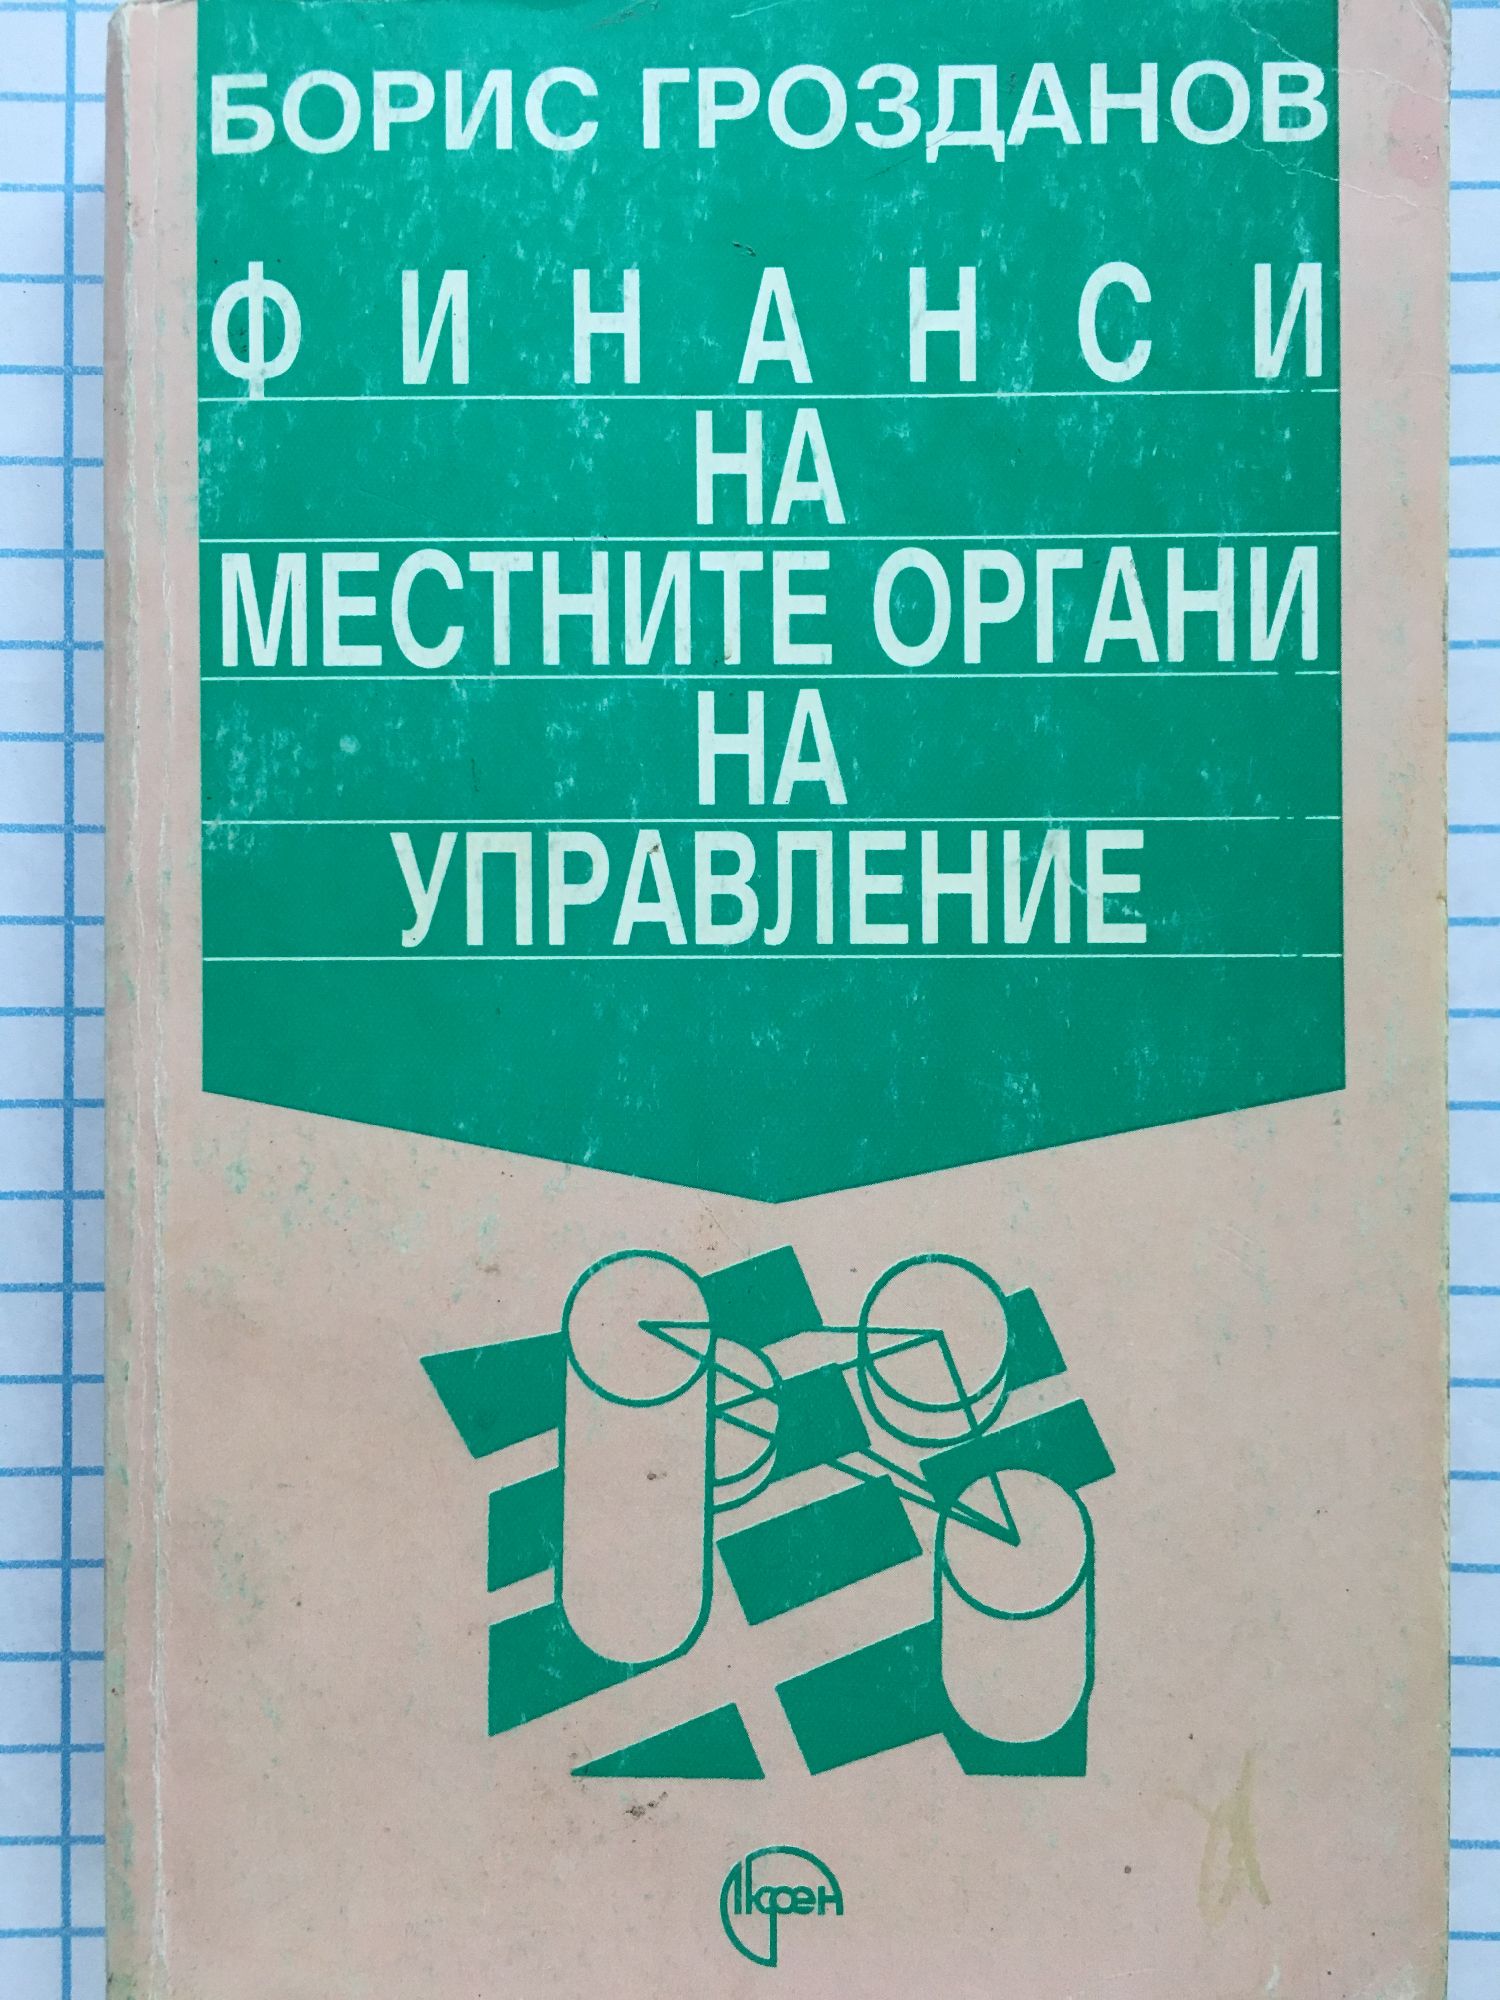 БОРИС ГРОЗДАНОВ
ФИНАНСИ
НА
МЕСТНИТЕ ОРГАНИ
НА
УПРАВЛЕНИЕ